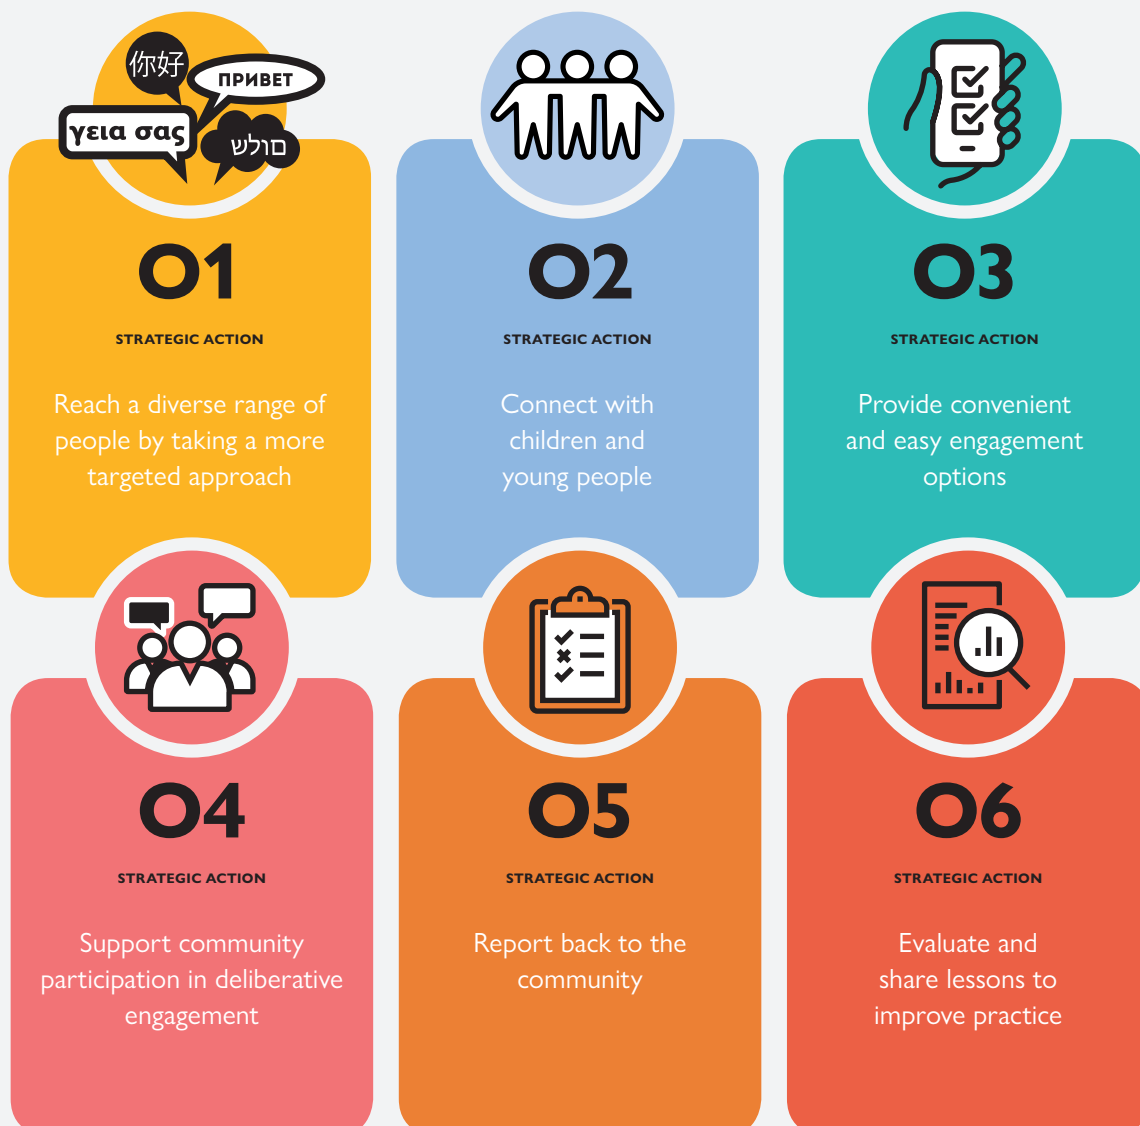 你好
ПРИВЕТ
γεια σας
םולש
01
STRATEGIC ACTION
Reach a diverse range of
people by taking a more
targeted approach
02
STRATEGIC ACTION
Connect with
children and
young people
03
STRATEGIC ACTION
Provide convenient
and easy engagement
options
04
STRATEGIC ACTION
Support community
participation in deliberative
engagement
05
STRATEGIC ACTION
Report back to the
community
06
STRATEGIC ACTION
Evaluate and
share lessons to
improve practice